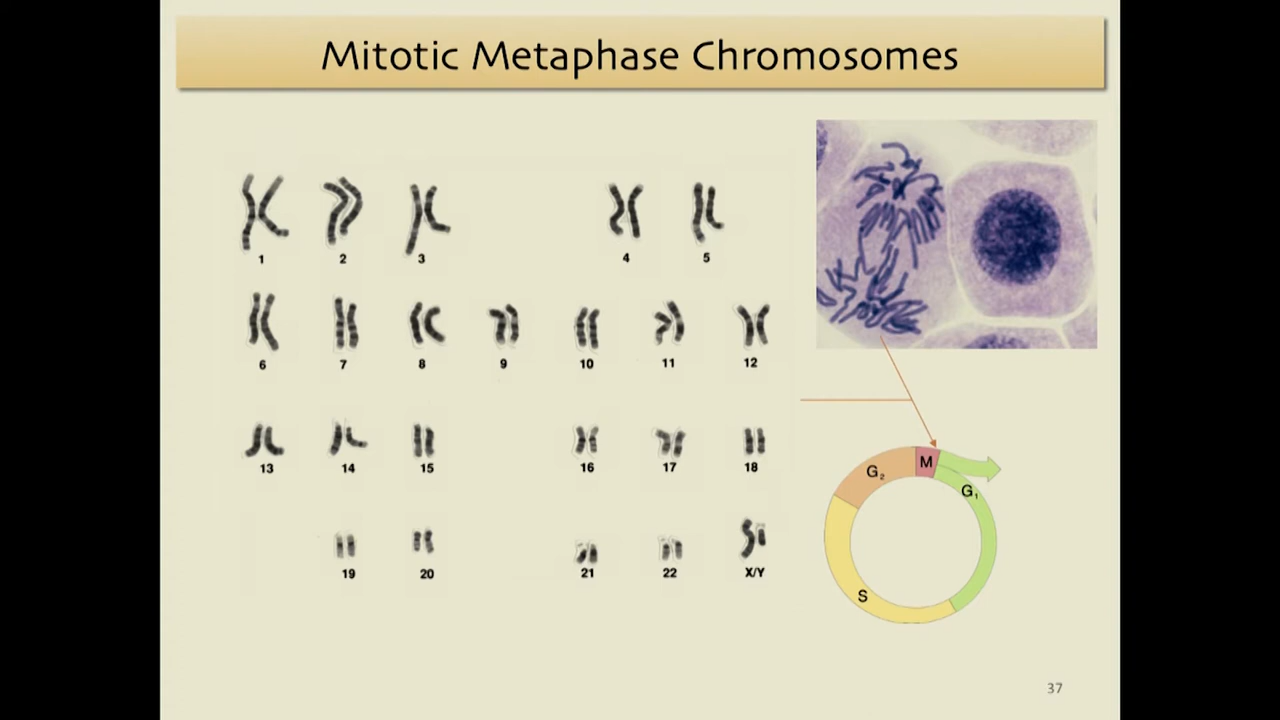 Mitotic Metaphase Chromosomes
1 2 3 4 5
6 7 8 9 10 11 12
13 14 15 16 17 18
19 20 21 22 X/Y
M
G₂
G₁
S
37